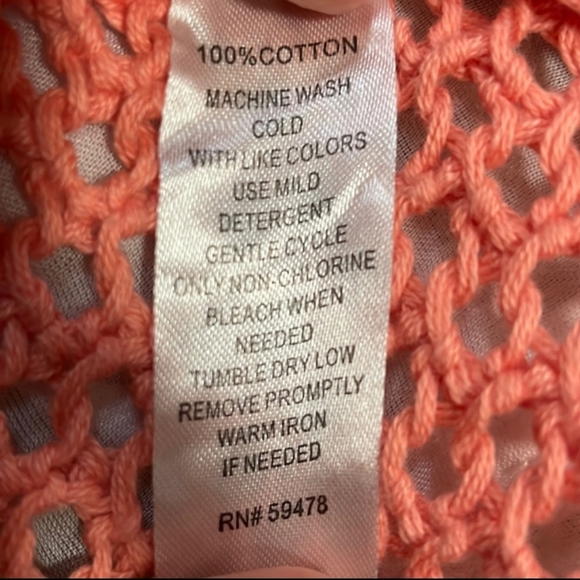 100%COTTON
MACHINE WASH
COLD
WITH LIKE COLORS
USE MILD
DETERGENT
GENTLE CYCLE
ONLY NON-CHLORINE
BLEACH WHEN
NEEDED
TUMBLE DRY LOW
REMOVE PROMPTLY
WARM IRON
IF NEEDED
RN# 59478